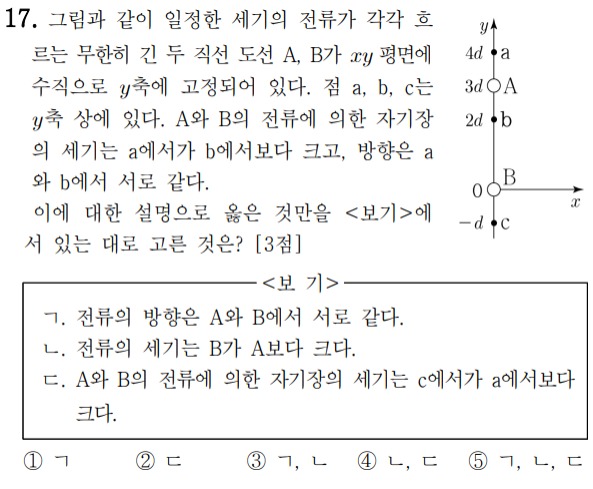 17. 그림과 같이 일정한 세기의 전류가 각각 흐
르는 무한히 긴 두 직선 도선 A, B가 xy 평면에
수직으로 y축에 고정되어 있다. 점 a, b, c는
y축 상에 있다. A와 B의 전류에 의한 자기장
의 세기는 a에서가 b에서보다 크고, 방향은 a
와 b에서 서로 같다.
이에 대한 설명으로 옳은 것만을 <보기>에
서 있는 대로 고른 것은? [3점]
y
4d a
3d A
2d b
B
0
x
-d c
<보 기>
ㄱ. 전류의 방향은 A와 B에서 서로 같다.
ㄴ. 전류의 세기는 B가 A보다 크다.
ㄷ. A와 B의 전류에 의한 자기장의 세기는 c에서가 a에서보다
크다.
① ㄱ ② ㄷ ③ ㄱ, ㄴ ④ ㄴ, ㄷ ⑤ ㄱ, ㄴ, ㄷ